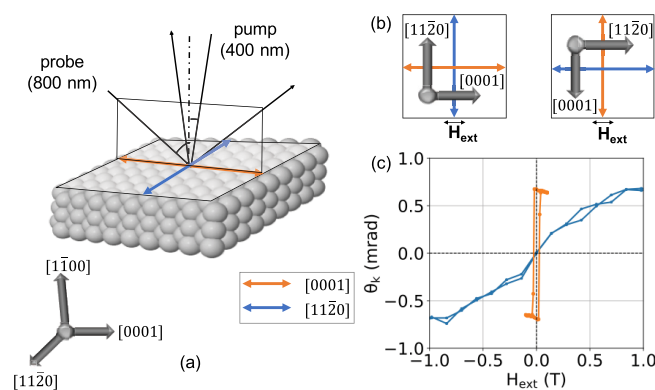 pump
(400 nm)
probe
(800 nm)
[11̄00]
[0001]
[112̄0]
[0001]
[112̄0]
(a)
(b)
[112̄0]
[0001]
H_ext
[112̄0]
[0001]
H_ext
(c)
θ_k (mrad)
1.0
0.5
0.0
−0.5
−1.0
−1.0 −0.5 0.0 0.5 1.0
H_ext (T)